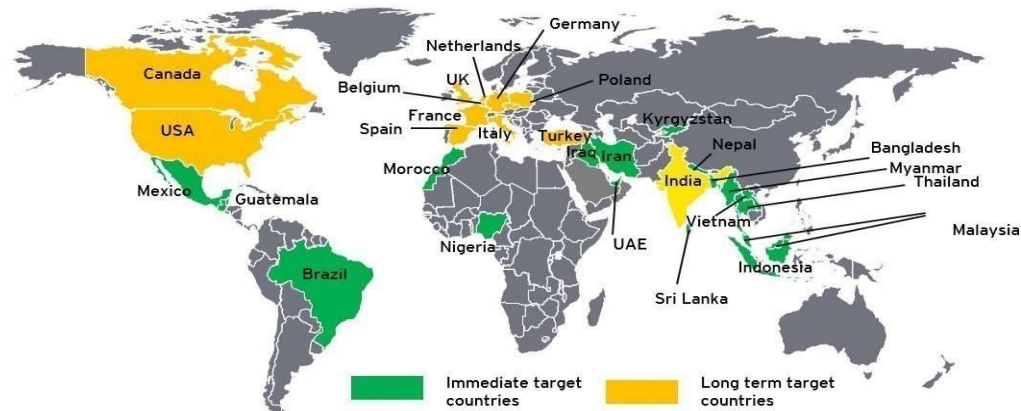 Germany
Netherlands
Canada
UK
Poland
Belgium
France
Kyrgyzstan
USA
Spain
Italy
Turkey
Nepal
Bangladesh
Iraq
Iran
Morocco
Myanmar
India
Thailand
Mexico
Guatemala
Vietnam
Malaysia
Nigeria
UAE
Brazil
Indonesia
Sri Lanka
Immediate target
countries
Long term target
countries